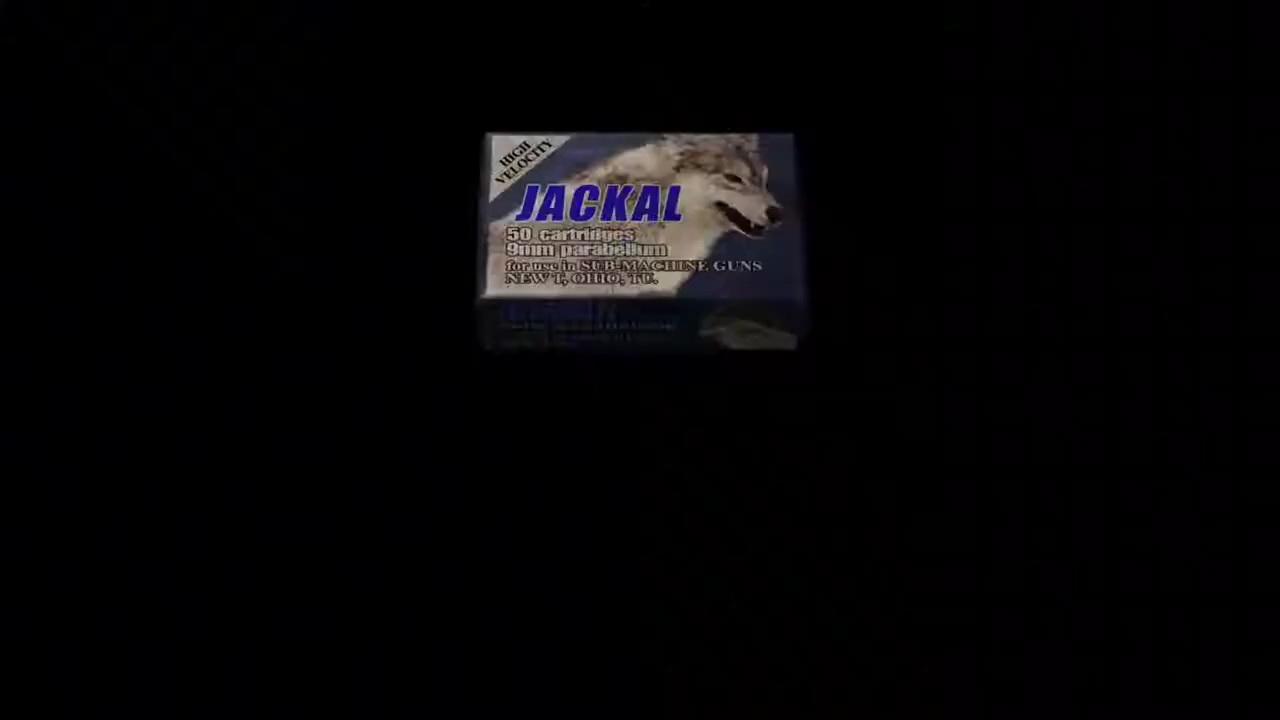 HIGH
VELOCITY
JACKAL
50 cartridges
9mm parabellum
for use in SUB-MACHINE GUNS
NEW T, OHIO, TU.